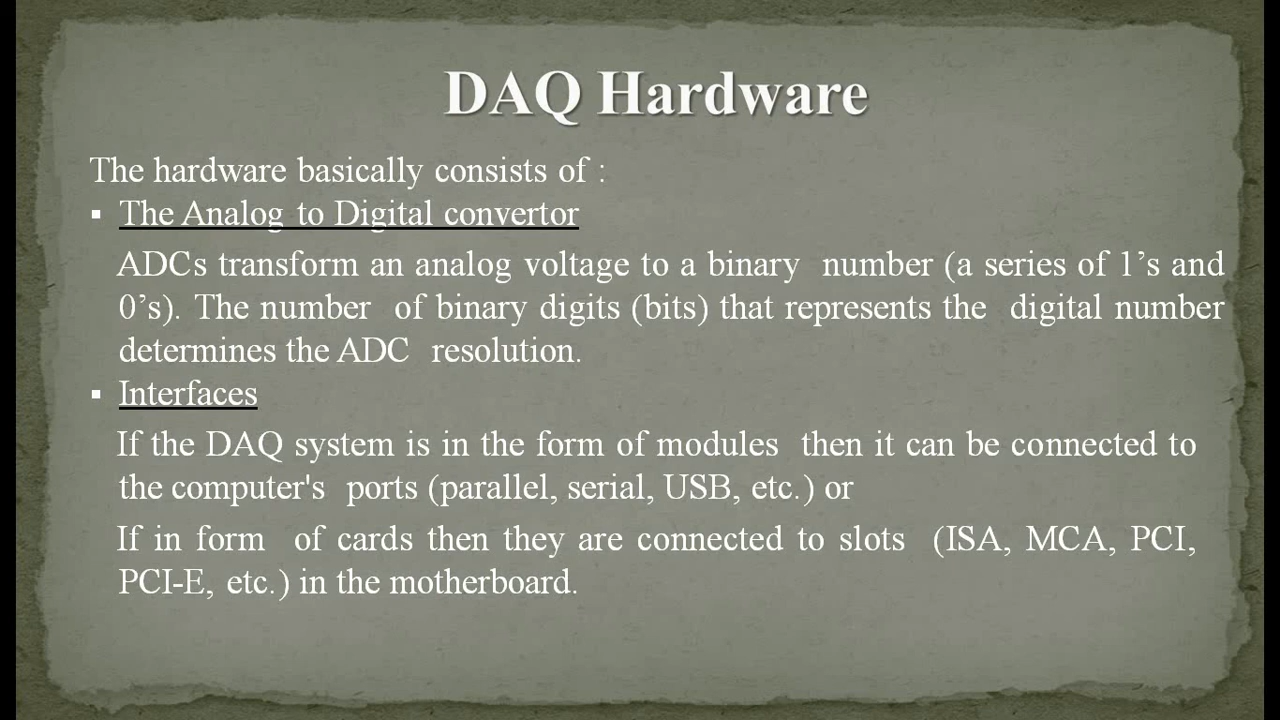 DAQ Hardware
The hardware basically consists of :
▪ The Analog to Digital convertor
ADCs transform an analog voltage to a binary number (a series of 1’s and
0’s). The number of binary digits (bits) that represents the digital number
determines the ADC resolution.
▪ Interfaces
If the DAQ system is in the form of modules then it can be connected to
the computer's ports (parallel, serial, USB, etc.) or
If in form of cards then they are connected to slots (ISA, MCA, PCI,
PCI-E, etc.) in the motherboard.